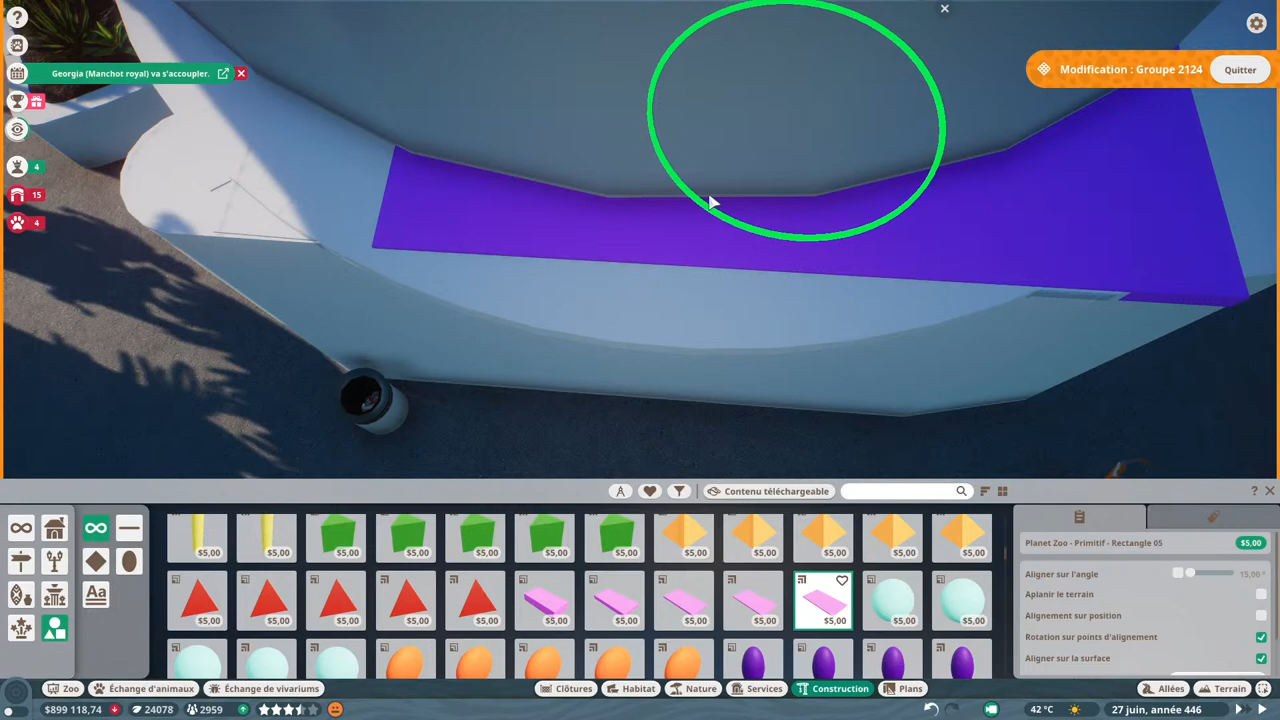 ?
Georgia (Manchot royal) va s'accoupler.
Modification : Groupe 2124
Quitter
4
15
4
Contenu téléchargeable
?
$5,00 $5,00 $5,00 $5,00 $5,00 $5,00 $5,00 $5,00 $5,00 $5,00 $5,00 $5,00
Planet Zoo - Primitif - Rectangle 05 $5,00
Aligner sur l'angle 15,00 °
Aplanir le terrain
Aa
Alignement sur position
$5,00 $5,00 $5,00 $5,00 $5,00 $5,00 $5,00 $5,00 $5,00 $5,00 $5,00 $5,00
Rotation sur points d'alignement
Aligner sur la surface
Zoo
Échange d'animaux
Échange de vivariums
Clôtures
Habitat
Nature
Services
Construction
Plans
Allées
Terrain
$899 118,74
24078
2959
42 °C
27 juin, année 446